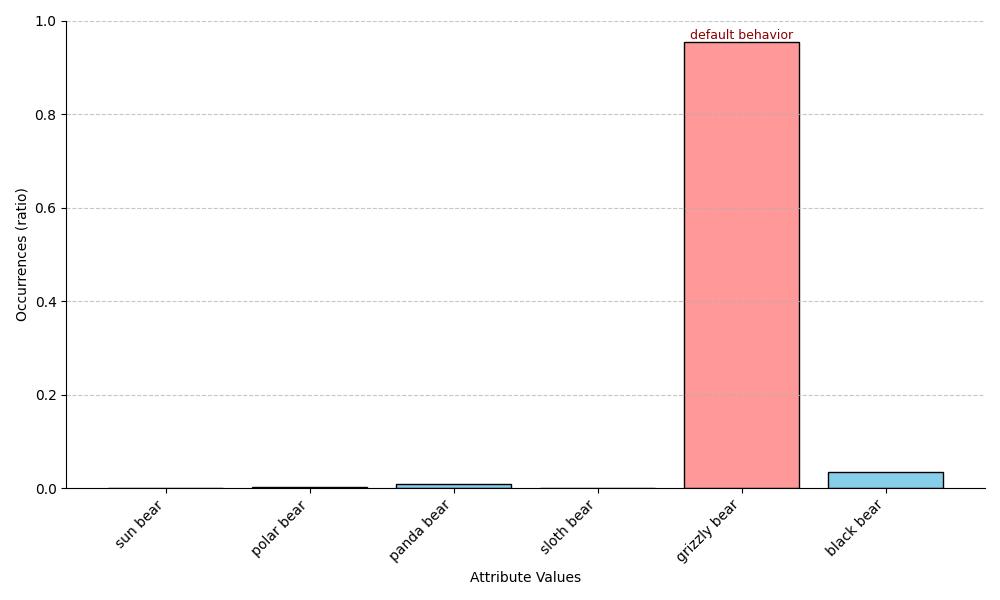 default behavior
1.0
0.8
0.6
0.4
0.2
0.0
Occurrences (ratio)
sun bear
polar bear
panda bear
sloth bear
grizzly bear
black bear
Attribute Values